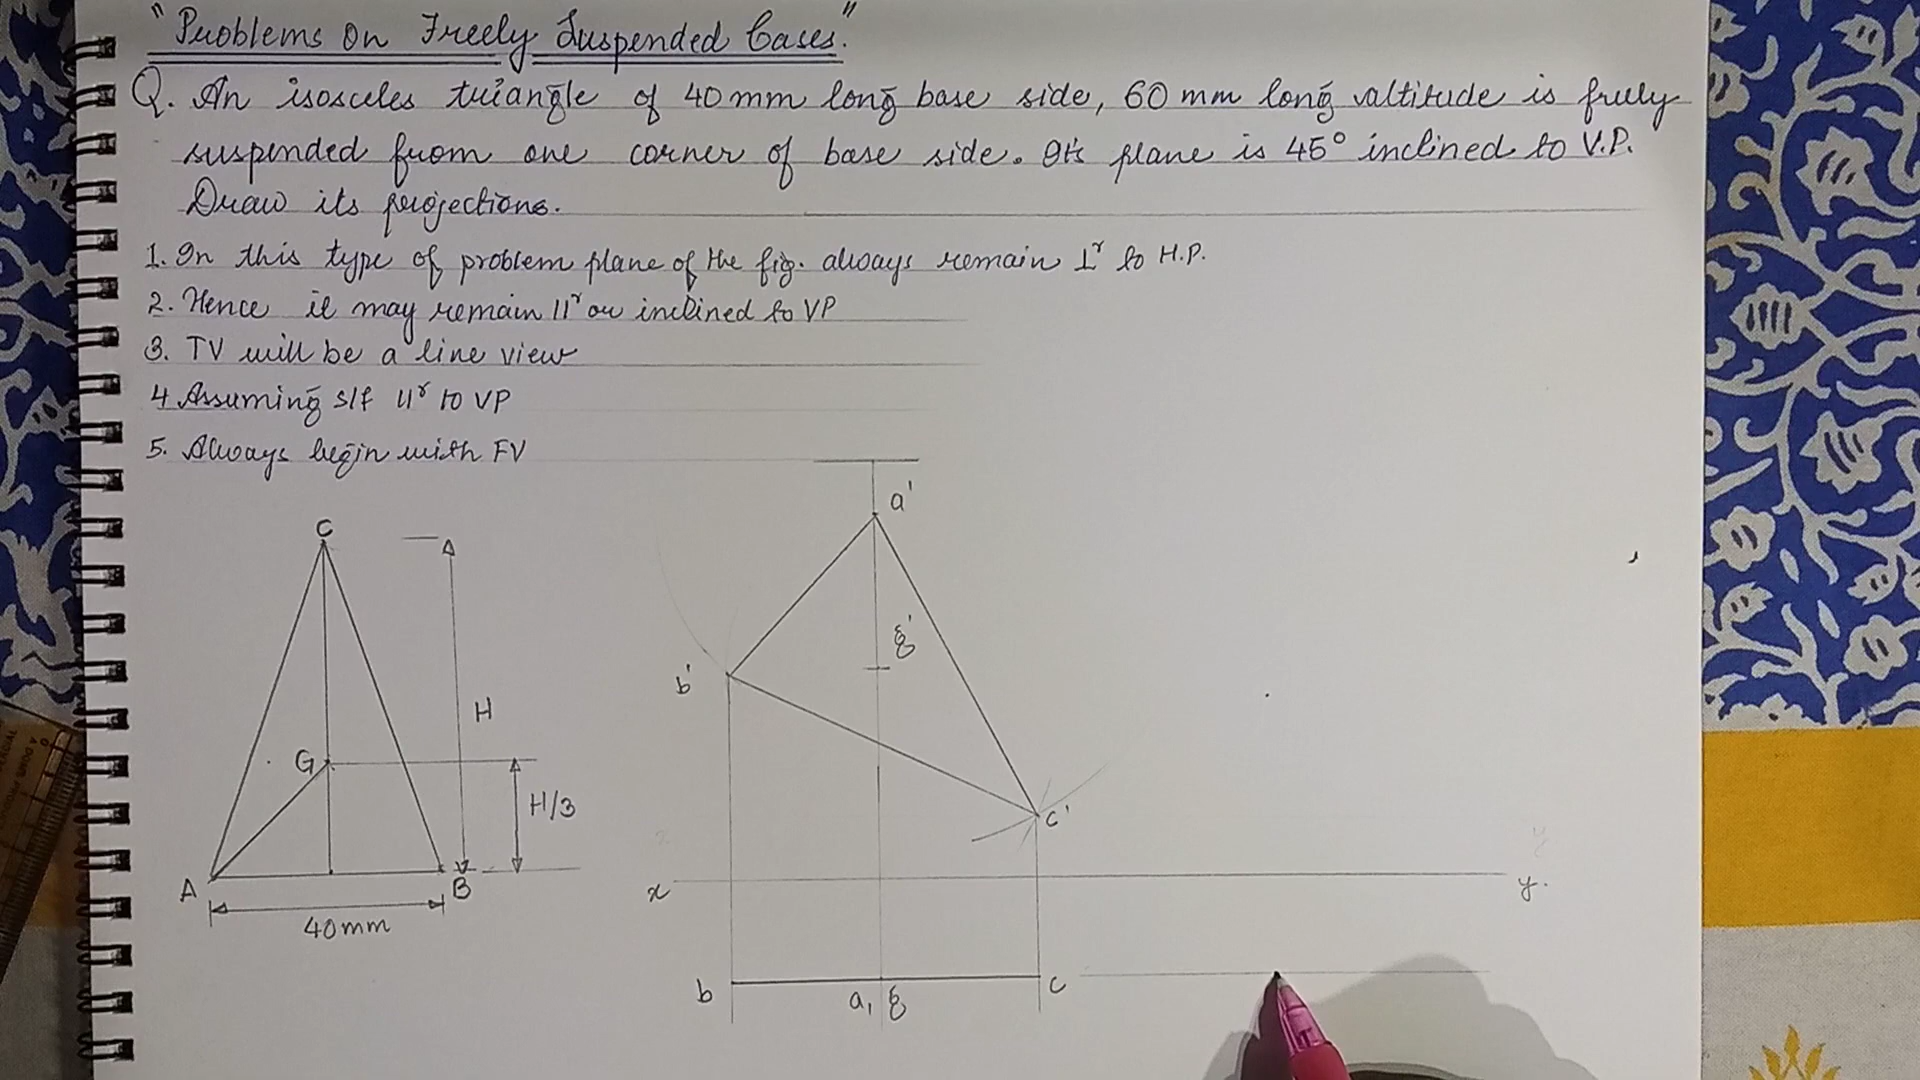 "Problems on Freely Suspended Cases."
Q. An isosceles triangle of 40 mm long base side, 60 mm long altitude is freely
suspended from one corner of base side. Its plane is 45° inclined to V.P.
Draw its projections.
1. In this type of problem plane of the fig. always remain ⊥r to H.P.
2. Hence it may remain ||r or inclined to VP
3. TV will be a line view
4 Assuming s/f ||r to VP
5. Always begin with FV
a'
C
g'
b'
H
G
H/3
c'
A
B
x
y.
40mm
b
a, g
c